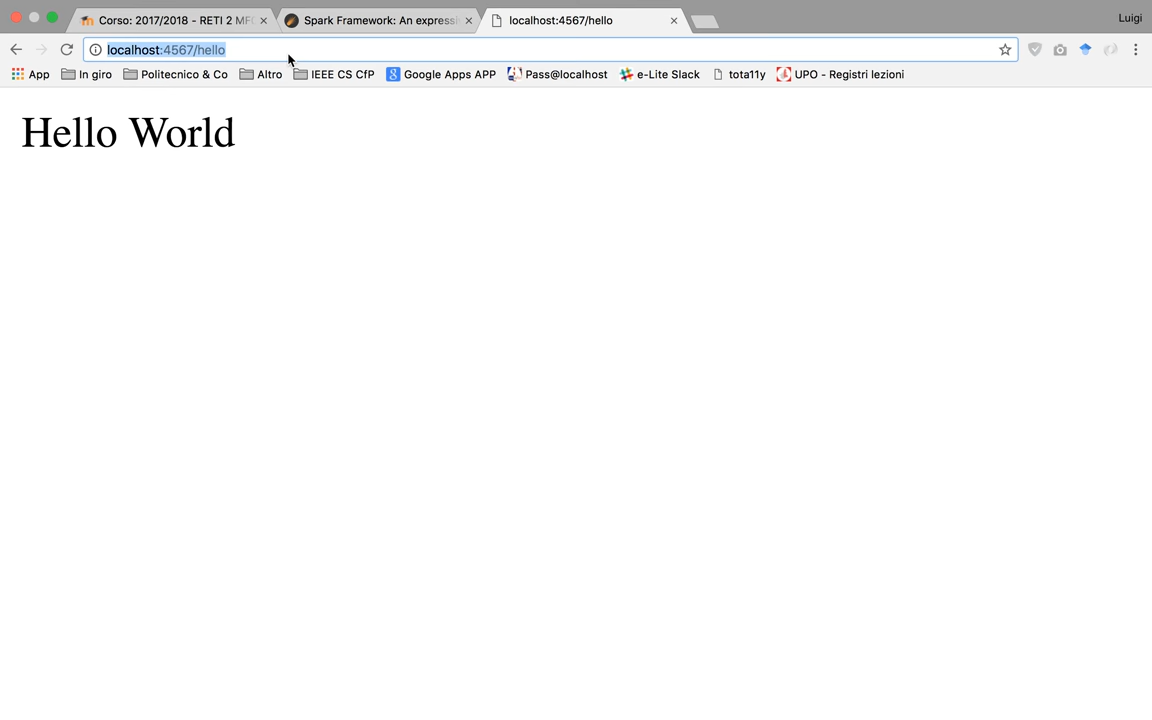 Corso: 2017/2018 - RETI 2 MF
Spark Framework: An express
localhost:4567/hello
Luigi
localhost:4567/hello
App
In giro
Politecnico & Co
Altro
IEEE CS CfP
Google Apps APP
Pass@localhost
e-Lite Slack
tota11y
UPO - Registri lezioni
Hello World